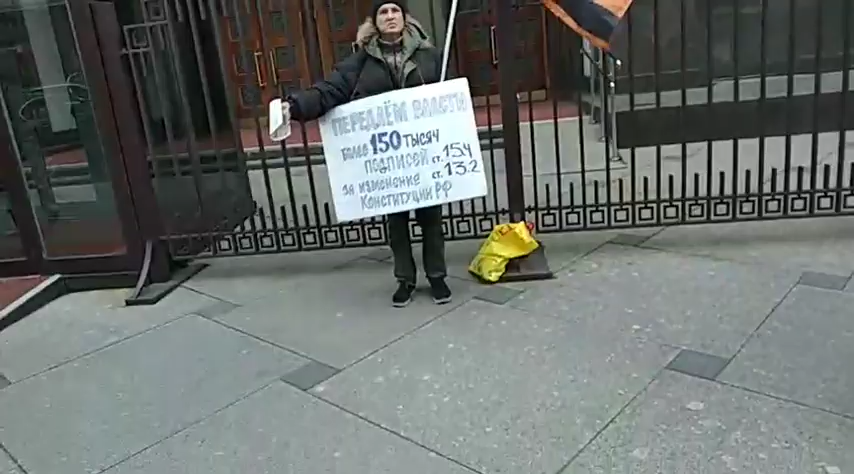 ПЕРЕДАЁМ ВЛАСТИ
БОЛЕЕ 150 ТЫСЯЧ
ПОДПИСЕЙ СТ. 15.4
СТ. 13.2
ЗА ИЗМЕНЕНИЕ
КОНСТИТУЦИИ РФ